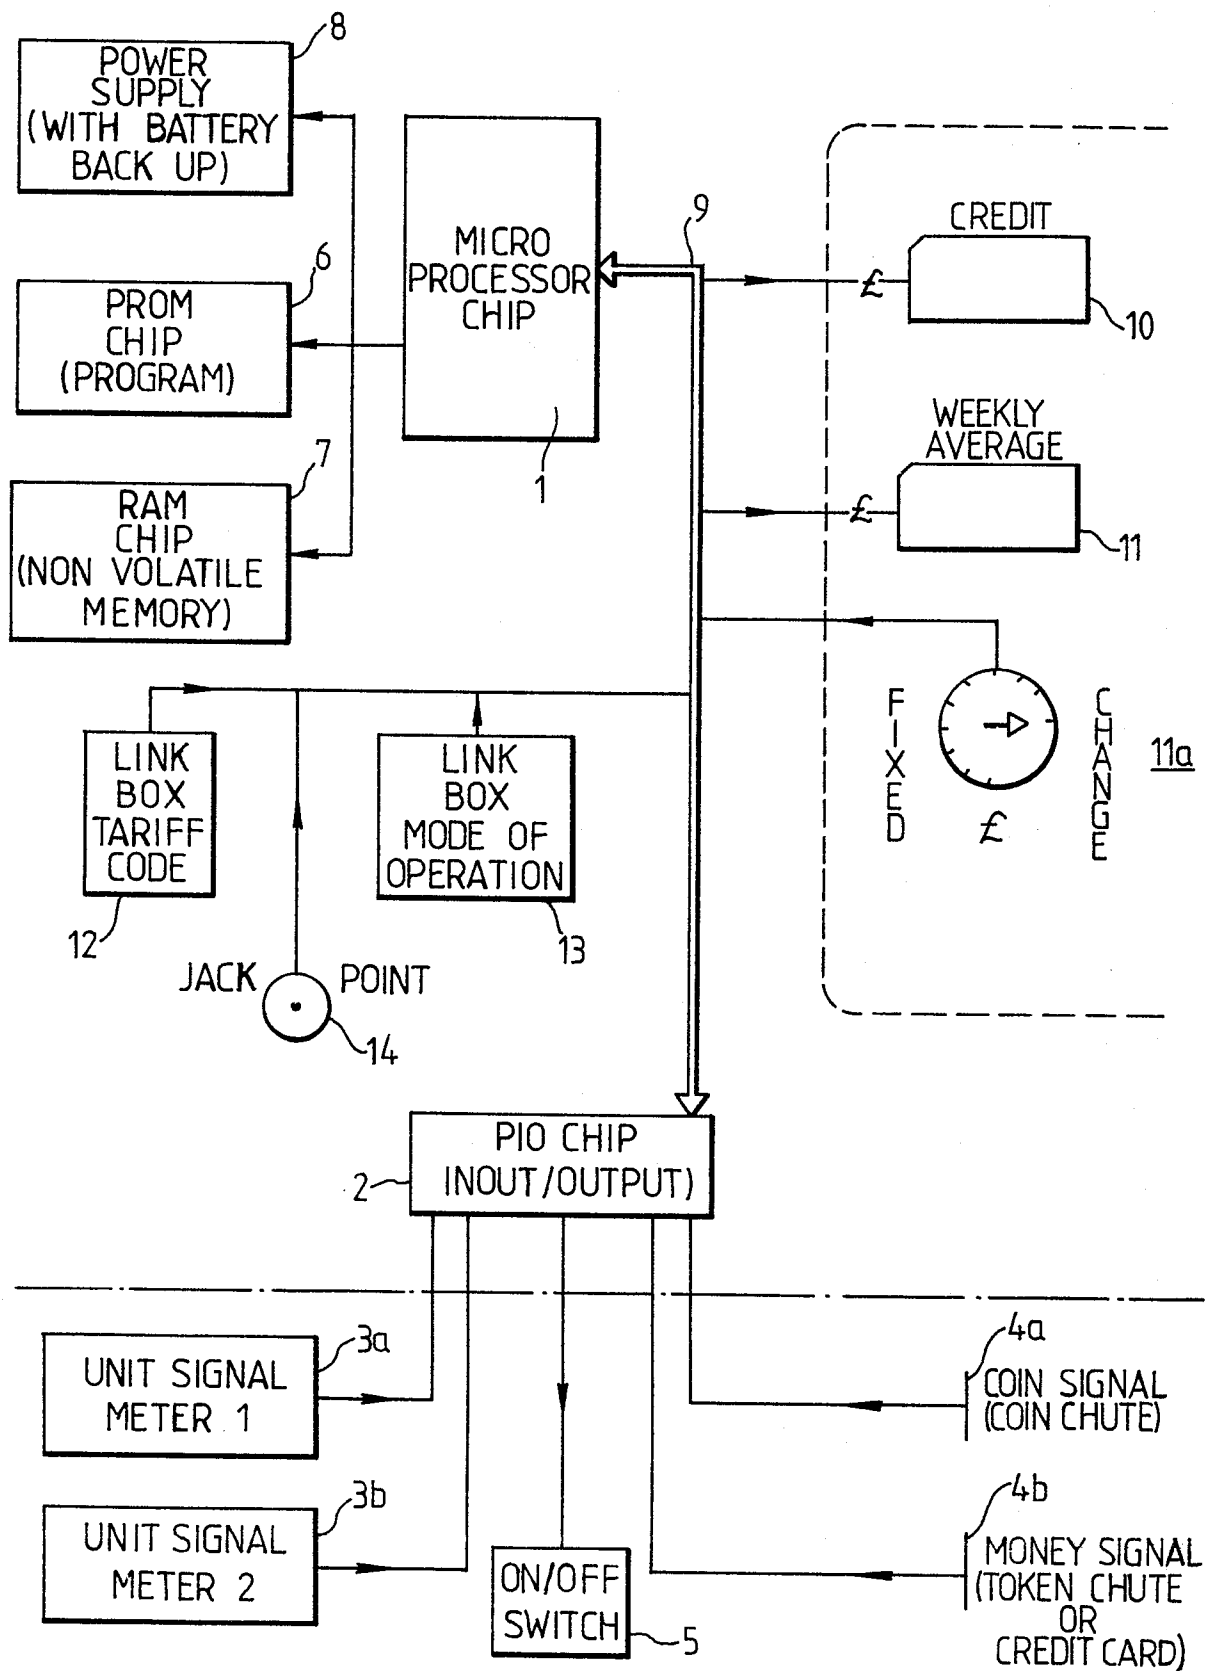 8
POWER
SUPPLY
(WITH BATTERY
BACK UP)
6
PROM
CHIP
(PROGRAM)
7
RAM
CHIP
(NON VOLATILE
MEMORY)
MICRO
PROCESSOR
CHIP
1
9
CREDIT
£
10
WEEKLY
AVERAGE
£
11
FIXED
£
CHANGE
11a
LINK
BOX
TARIFF
CODE
12
LINK
BOX
MODE OF
OPERATION
13
JACK POINT
14
PIO CHIP
INOUT/OUTPUT)
2
3a
UNIT SIGNAL
METER 1
3b
UNIT SIGNAL
METER 2
ON/OFF
SWITCH
5
4a
COIN SIGNAL
(COIN CHUTE)
4b
MONEY SIGNAL
(TOKEN CHUTE
OR
CREDIT CARD)